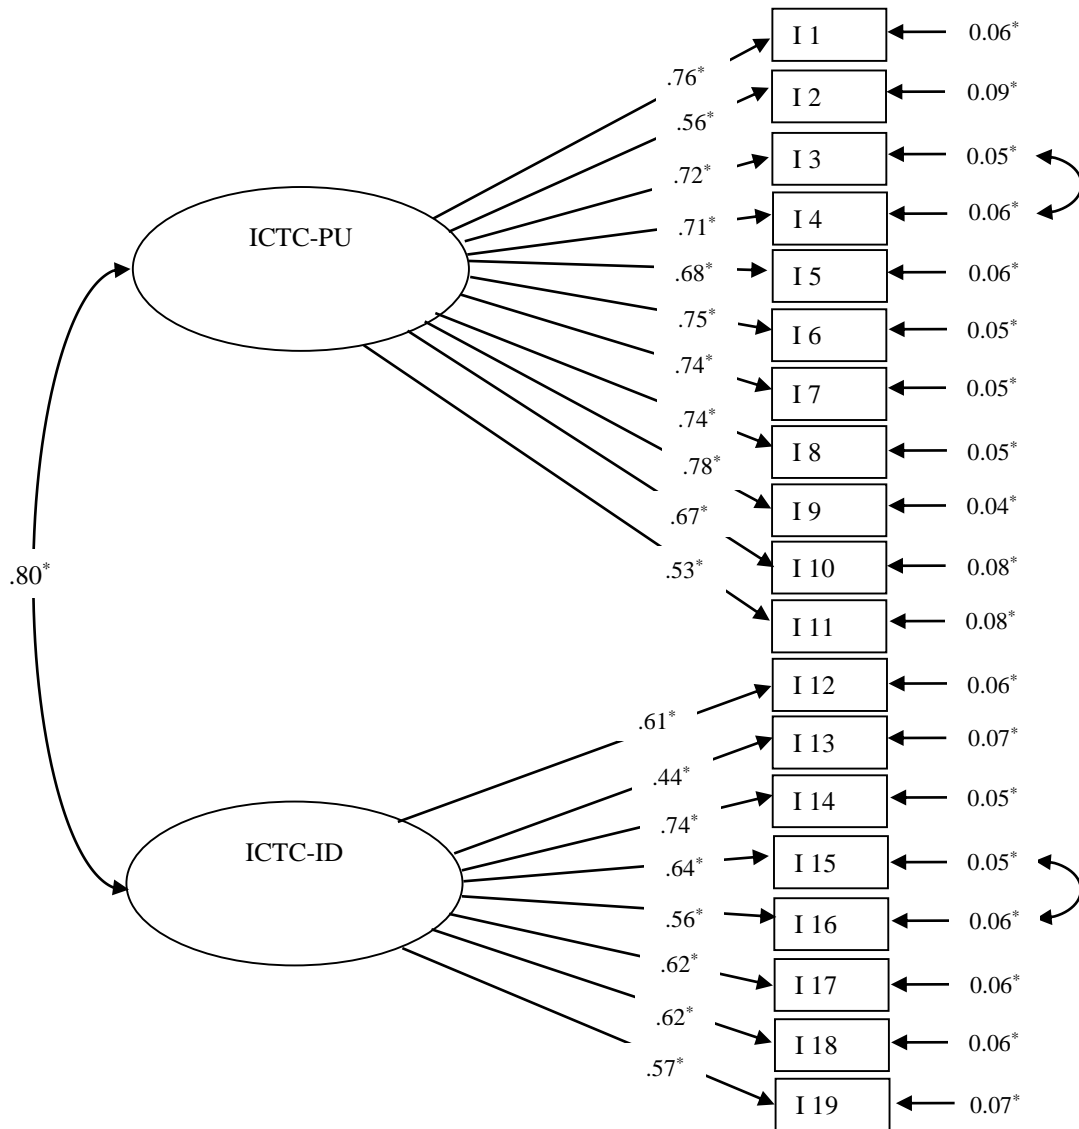 I 1 0.06*
.76*
I 2 0.09*
.56*
I 3 0.05*
.72*
I 4 0.06*
.71*
ICTC-PU
I 5 0.06*
.68*
I 6 0.05*
.75*
I 7 0.05*
.74*
I 8 0.05*
.74*
.78*
I 9 0.04*
.67*
I 10 0.08*
.53*
.80*
I 11 0.08*
I 12 0.06*
.61*
I 13 0.07*
.44*
I 14 0.05*
.74*
ICTC-ID
I 15 0.05*
.64*
.56*
I 16 0.06*
.62*
I 17 0.06*
.62*
I 18 0.06*
.57*
I 19 0.07*